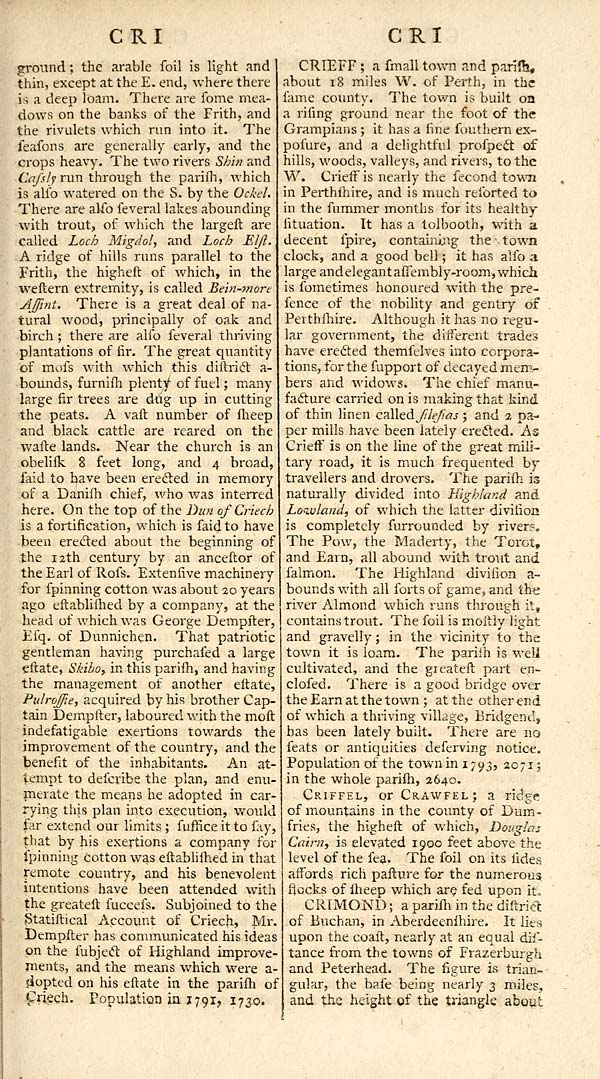 CRI
ground; the arable ſoil is light and
thin, except at the E. end, where there
is a deep loam. There are ſome mea-
dows on the banks of the Frith, and
the rivulets which run into it. The
ſeaſons are generally early, and the
crops heavy. The two rivers Shin and
Caſsly run through the pariſh, which
is alſo watered on the S. by the Ockel.
There are alſo ſeveral lakes abounding
with trout, of which the largeſt are
called Loch Migdol, and Loch Elſt.
A ridge of hills runs parallel to the
Frith, the higheſt of which, in the
weſtern extremity, is called Bein-more
Aſſint. There is a great deal of na-
tural wood, principally of oak and
birch; there are alſo ſeveral thriving
plantations of fir. The great quantity
of moſs with which this diſtrict a-
bounds, furniſh plenty of fuel; many
large fir trees are dug up in cutting
the peats. A vaſt number of ſheep
and black cattle are reared on the
waſte lands. Near the church is an
obeliſk 8 feet long, and 4 broad,
ſaid to have been erected in memory
of a Daniſh chief, who was interred
here. On the top of the Dun of Criech
is a fortification, which is ſaid to have
been erected about the beginning of
the 12th century by an anceſtor of
the Earl of Roſs. Extenſive machinery
for ſpinning cotton was about 20 years
ago eſtabliſhed by a company, at the
head of which was George Dempſter,
Eſq. of Dunnichen. That patriotic
gentleman having purchaſed a large
eſtate, Skibo, in this pariſh, and having
the management of another eſtate,
Pulroſſie, acquired by his brother Cap-
tain Dempſter, laboured with the moſt
indefatigable exertions towards the
improvement of the country, and the
benefit of the inhabitants. An at-
tempt to deſcribe the plan, and enu-
merate the means he adopted in car-
rying this plan into execution, would
far extend our limits; ſuffice it to ſay,
that by his exertions a company for
ſpinning cotton was eſtabliſhed in that
remote country, and his benevolent
intentions have been attended with
the greateſt ſucceſs. Subjoined to the
Statiſtical Account of Criech, Mr.
Dempſter has communicated his ideas
on the ſubject of Highland improve-
ments, and the means which were a-
dopted on his eſtate in the pariſh of
Criech. Population in 1791, 1730.
CRI
CRIEFF; a ſmall town and pariſh,
about 18 miles W. of Perth, in the
ſame county. The town is built on
a riſing ground near the foot of the
Grampians; it has a fine ſouthern ex-
poſure, and a delightful proſpect of
hills, woods, valleys, and rivers, to the
W. Crieff is nearly the ſecond town
in Perthſhire, and is much reſorted to
in the ſummer months for its healthy
ſituation. It has a tolbooth, with a
decent ſpire, containing the town
clock, and a good bell; it has alſo a
large and elegant aſſembly-room, which
is ſometimes honoured with the pre-
ſence of the nobility and gentry of
Perthſhire. Although it has no regu-
lar government, the different trades
have erected themſelves into corpora-
tions, for the ſupport of decayed mem-
bers and widows. The chief manu-
facture carried on is making that kind
of thin linen called ſileſias; and 2 pa-
per mills have been lately erected. As
Crieff is on the line of the great mili-
tary road, it is much frequented by
travellers and drovers. The pariſh is
naturally divided into Highland and
Lowland, of which the latter diviſion
is completely ſurrounded by rivers.
The Pow, the Maderty, the Torot,
and Earn, all abound with trout and
ſalmon. The Highland diviſion a-
bounds with all ſorts of game, and the
river Almond which runs through it,
contains trout. The ſoil is moſtly light
and gravelly; in the vicinity to the
town it is loam. The pariſh is well
cultivated, and the greateſt part en-
cloſed. There is a good bridge over
the Earn at the town; at the other end
of which a thriving village, Bridgend,
has been lately built. There are no
ſeats or antiquities deſerving notice.
Population of the town in 1793, 2071;
in the whole pariſh, 2640.
CRIFFEL, or CRAWFEL; a ridge
of mountains in the county of Dum-
fries, the higheſt of which, Douglas
Cairn, is elevated 1900 feet above the
level of the ſea. The ſoil on its ſides
affords rich paſture for the numerous
flocks of ſheep which are fed upon it.
CRIMOND; a pariſh in the diſtrict
of Buchan, in Aberdeenſhire. It lies
upon the coaſt, nearly at an equal diſ-
tance from the towns of Frazerburgh
and Peterhead. The figure is trian-
gular, the baſe being nearly 3 miles,
and the height of the triangle about